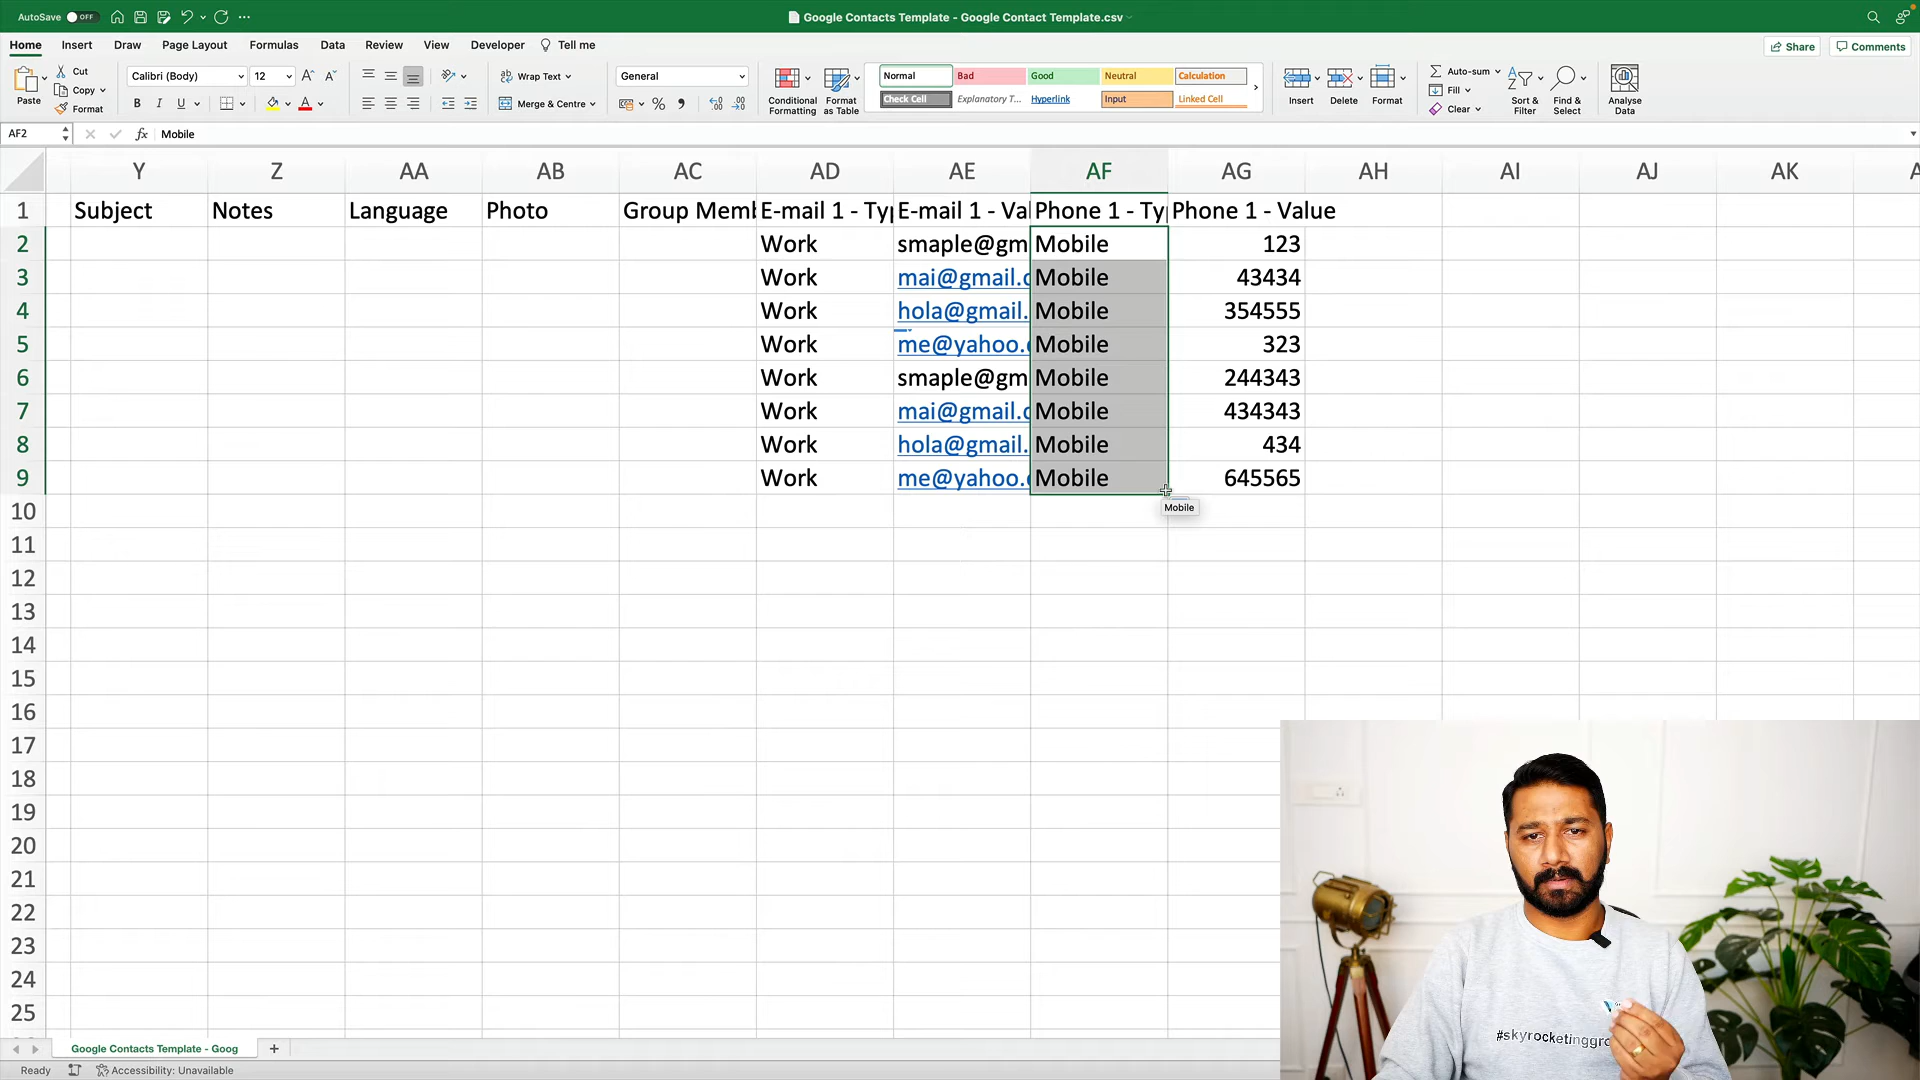 AutoSave OFF
Google Contacts Template - Google Contact Template.csv
Home Insert Draw Page Layout Formulas Data Review View Developer Tell me
Share Comments
Paste Cut Copy Format
Calibri (Body) 12
B I U
Wrap Text
Merge & Centre
General
Conditional Formatting
Format as Table
Normal Bad Good Neutral Calculation
Check Cell Explanatory T... Hyperlink Input Linked Cell
Insert Delete Format
Auto-sum
Fill
Clear
Sort & Filter
Find & Select
Analyse Data
AF2 fx Mobile
Y Z AA AB AC AD AE AF AG AH AI AJ AK
1 Subject Notes Language Photo Group Memb E-mail 1 - Typ E-mail 1 - Val Phone 1 - Typ Phone 1 - Value
2 Work smaple@gm Mobile 123
3 Work mai@gmail.c Mobile 43434
4 Work hola@gmail. Mobile 354555
5 Work me@yahoo.c Mobile 323
6 Work smaple@gm Mobile 244343
7 Work mai@gmail.c Mobile 434343
8 Work hola@gmail. Mobile 434
9 Work me@yahoo.c Mobile 645565
Mobile
10
11
12
13
14
15
16
17
18
19
20
21
22
23
24
25
#skyrocketinggro
Google Contacts Template - Goog
Ready Accessibility: Unavailable